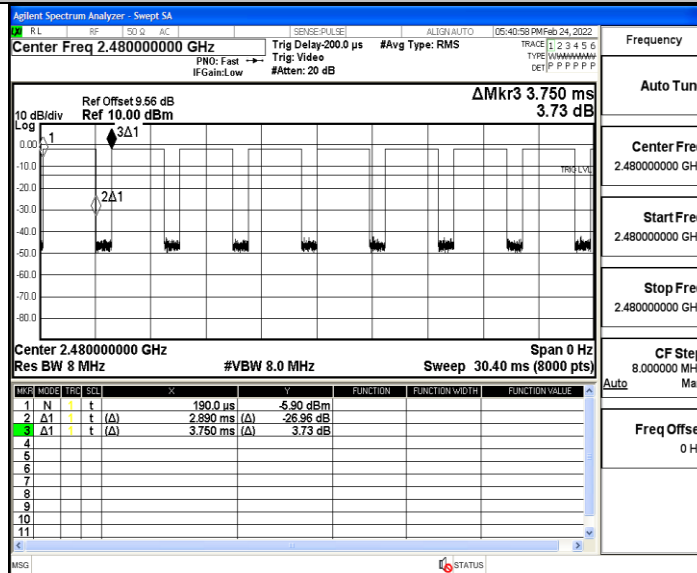 Agilent Spectrum Analyzer - Swept SA
RL RF 50 Ω AC SENSE:PULSE ALIGN AUTO 05:40:58 PM Feb 24, 2022
Center Freq 2.480000000 GHz
PNO: Fast
IFGain:Low
Trig Delay-200.0 µs
Trig: Video
#Atten: 20 dB
#Avg Type: RMS
TRACE 1 2 3 4 5 6
TYPE WWWWWW
DET P P P P P P
ΔMkr3 3.750 ms
3.73 dB
Ref Offset 9.56 dB
10 dB/div Ref 10.00 dBm
Log
0.00
-10.0
-20.0
-30.0
-40.0
-50.0
-60.0
-70.0
-80.0
1
3Δ1
2Δ1
TRIG LVL
Center 2.480000000 GHz Span 0 Hz
Res BW 8 MHz #VBW 8.0 MHz Sweep 30.40 ms (8000 pts)
MKR MODE TRC SCL X Y FUNCTION FUNCTION WIDTH FUNCTION VALUE
1 N 1 t 190.0 µs -5.90 dBm
2 Δ1 1 t (Δ) 2.890 ms (Δ) -26.96 dB
3 Δ1 1 t (Δ) 3.750 ms (Δ) 3.73 dB
4
5
6
7
8
9
10
11
MSG STATUS
Frequency
Auto Tun
Center Fre
2.480000000 GH
Start Fre
2.480000000 GH
Stop Fre
2.480000000 GH
CF Step
8.000000 MH
Auto Ma
Freq Offse
0 H